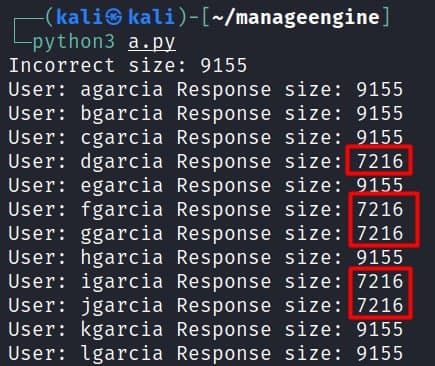 (kali㉿kali)-[~/manageengine]
python3 a.py
Incorrect size: 9155
User: agarcia Response size: 9155
User: bgarcia Response size: 9155
User: cgarcia Response size: 9155
User: dgarcia Response size: 7216
User: egarcia Response size: 9155
User: fgarcia Response size: 7216
User: ggarcia Response size: 7216
User: hgarcia Response size: 9155
User: igarcia Response size: 7216
User: jgarcia Response size: 7216
User: kgarcia Response size: 9155
User: lgarcia Response size: 9155